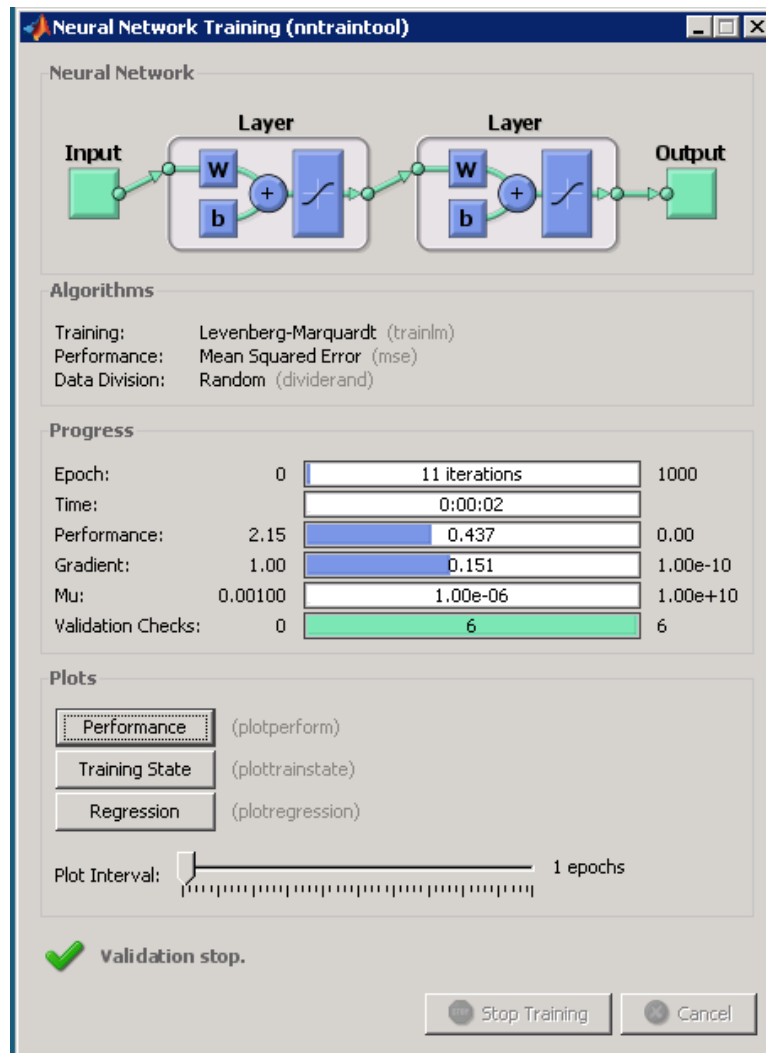 Neural Network Training (nntraintool)
Neural Network
Layer Layer
Input Output
W W
+ +
b b
Algorithms
Training: Levenberg-Marquardt (trainlm)
Performance: Mean Squared Error (mse)
Data Division: Random (dividerand)
Progress
Epoch: 0 11 iterations 1000
Time: 0:00:02
Performance: 2.15 0.437 0.00
Gradient: 1.00 0.151 1.00e-10
Mu: 0.00100 1.00e-06 1.00e+10
Validation Checks: 0 6 6
Plots
Performance (plotperform)
Training State (plottrainstate)
Regression (plotregression)
Plot Interval: 1 epochs
Validation stop.
Stop Training Cancel